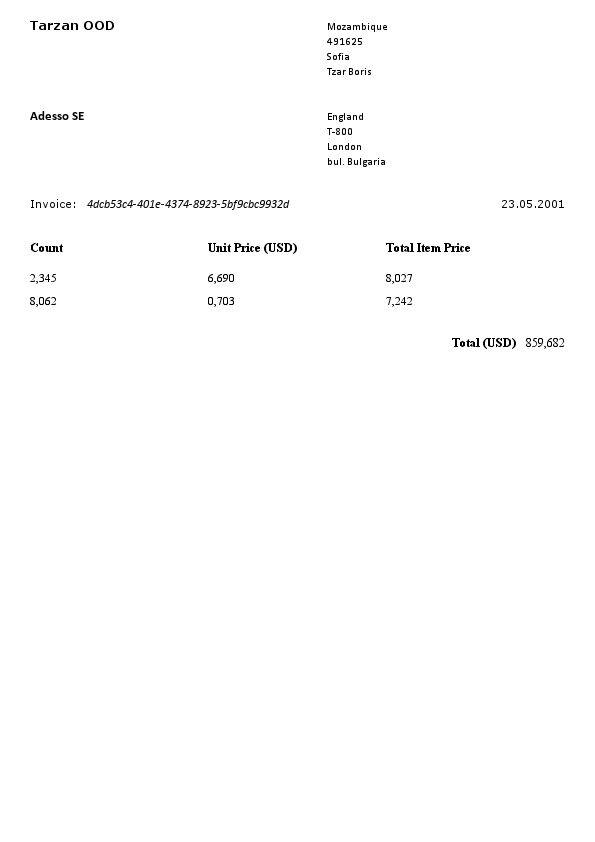 Tarzan OOD
Mozambique
491625
Sofia
Tzar Boris
Adesso SE
England
T-800
London
bul. Bulgaria
Invoice: 4dcb53c4-401e-4374-8923-5bf9cbc9932d 23.05.2001
Count Unit Price (USD) Total Item Price
2,345 6,690 8,027
8,062 0,703 7,242
Total (USD) 859,682